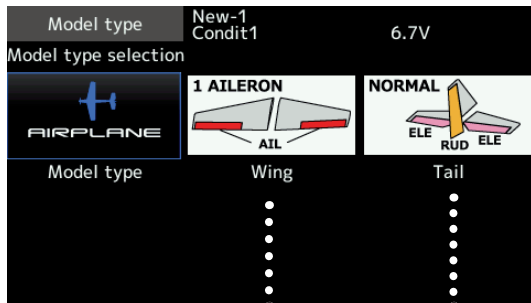 Model type
New-1
Condit1
6.7V
Model type selection
AIRPLANE
1 AILERON
AIL
NORMAL
ELE
RUD
ELE
Model type
Wing
Tail